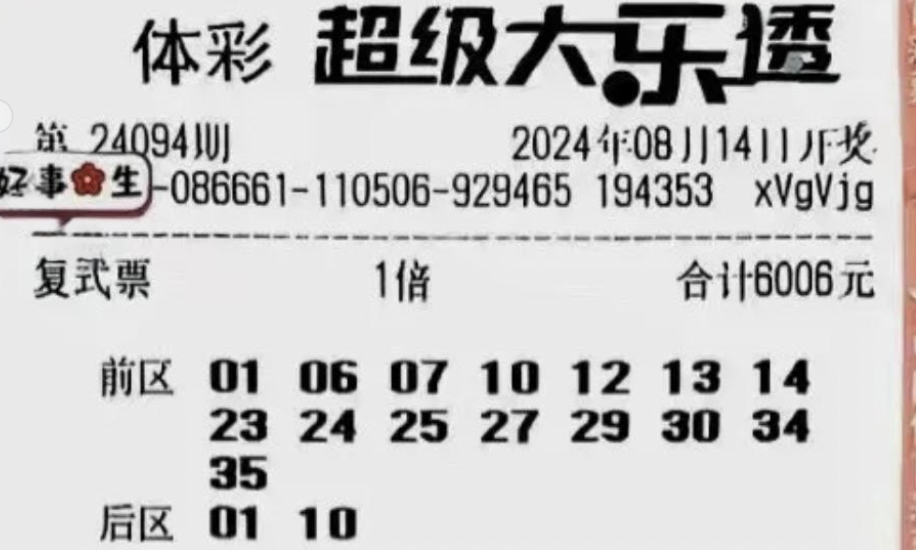 体彩 超级大乐透
第 24094期 2024年08月14日开奖
好事🌸生-086661-110506-929465 194353 xVgVjg
复式票 1倍 合计6006元
前区 01 06 07 10 12 13 14
23 24 25 27 29 30 34
35
后区 01 10